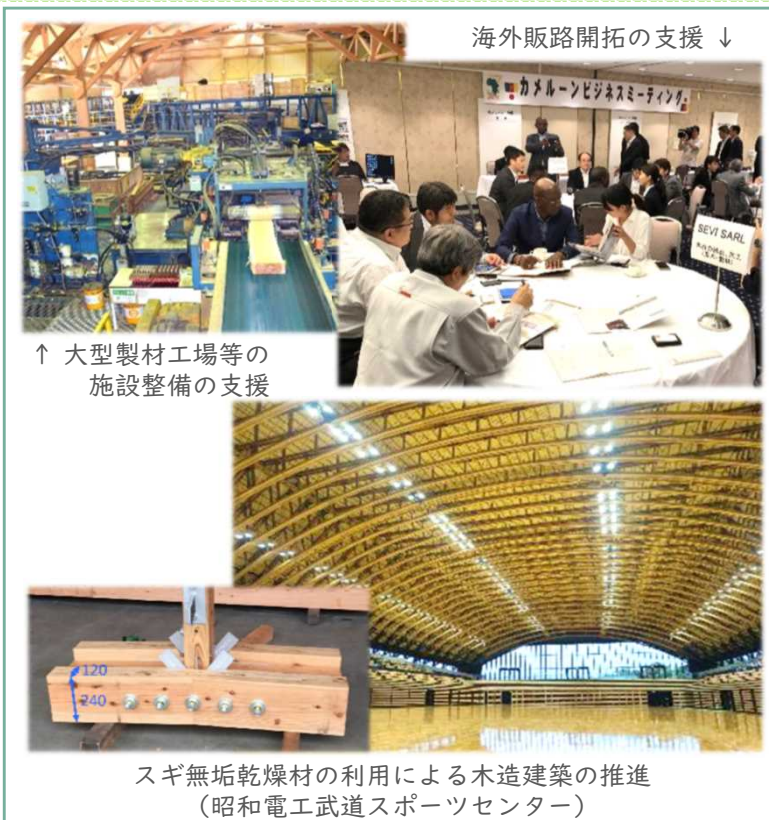 海外販路開拓の支援 ↓
カメルーンビジネスミーティング
SEVI SARL
↑ 大型製材工場等の
施設整備の支援
120
240
スギ無垢乾燥材の利用による木造建築の推進
(昭和電工武道スポーツセンター)